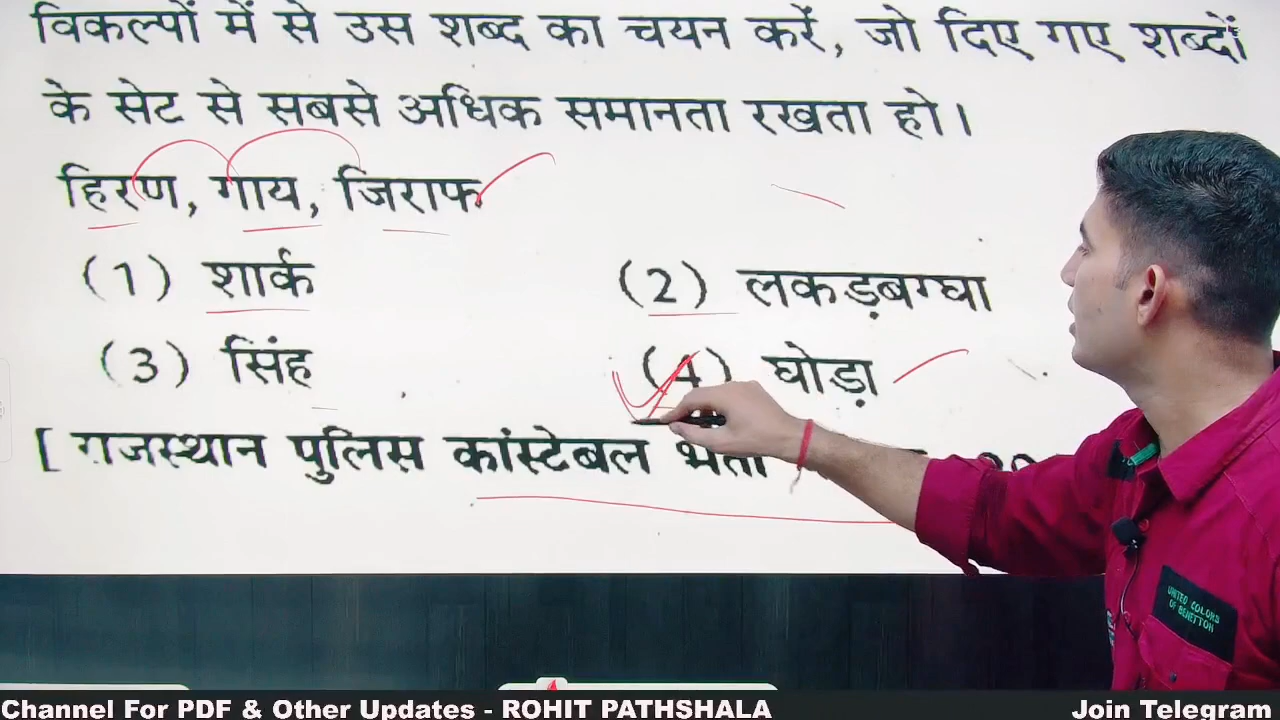 विकल्पों में से उस शब्द का चयन करें, जो दिए गए शब्दों
के सेट से सबसे अधिक समानता रखता हो।
हिरण, गाय, जिराफ
(1) शार्क
(2) लकड़बग्घा
(3) सिंह
(4) घोड़ा
[ राजस्थान पुलिस कांस्टेबल भर्ती
UNITED COLORS
OF BENETTON
Channel For PDF & Other Updates - ROHIT PATHSHALA
Join Telegram